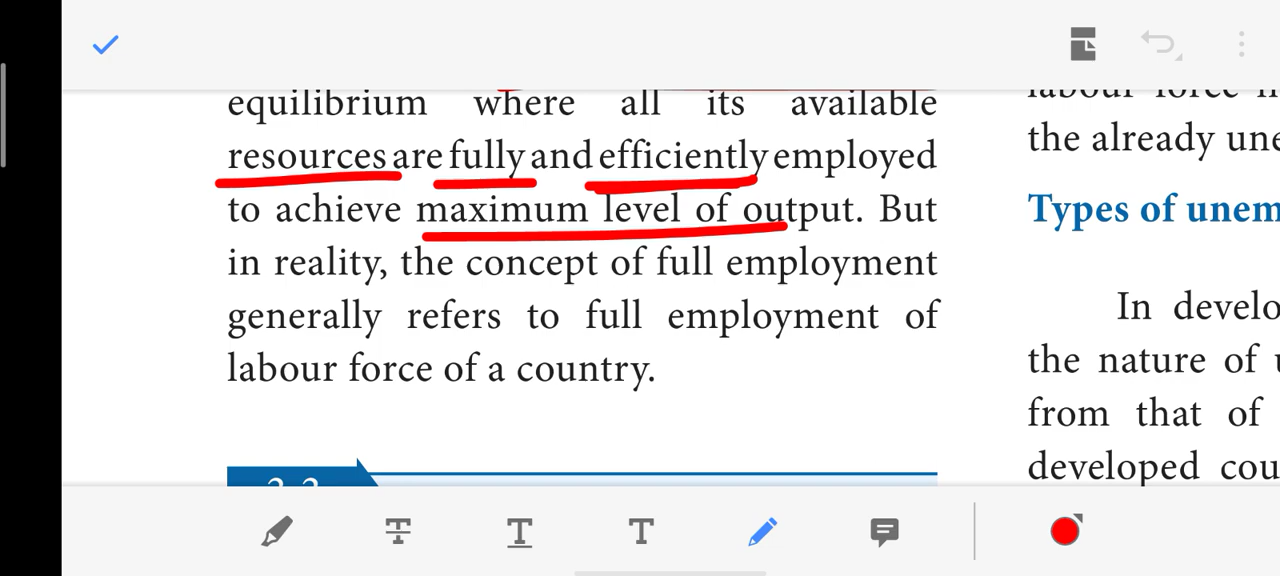 equilibrium where all its available
resources are fully and efficiently employed
to achieve maximum level of output. But
in reality, the concept of full employment
generally refers to full employment of
labour force of a country.
labour force
the already une
Types of unem
In develo
the nature of u
from that of
developed cou